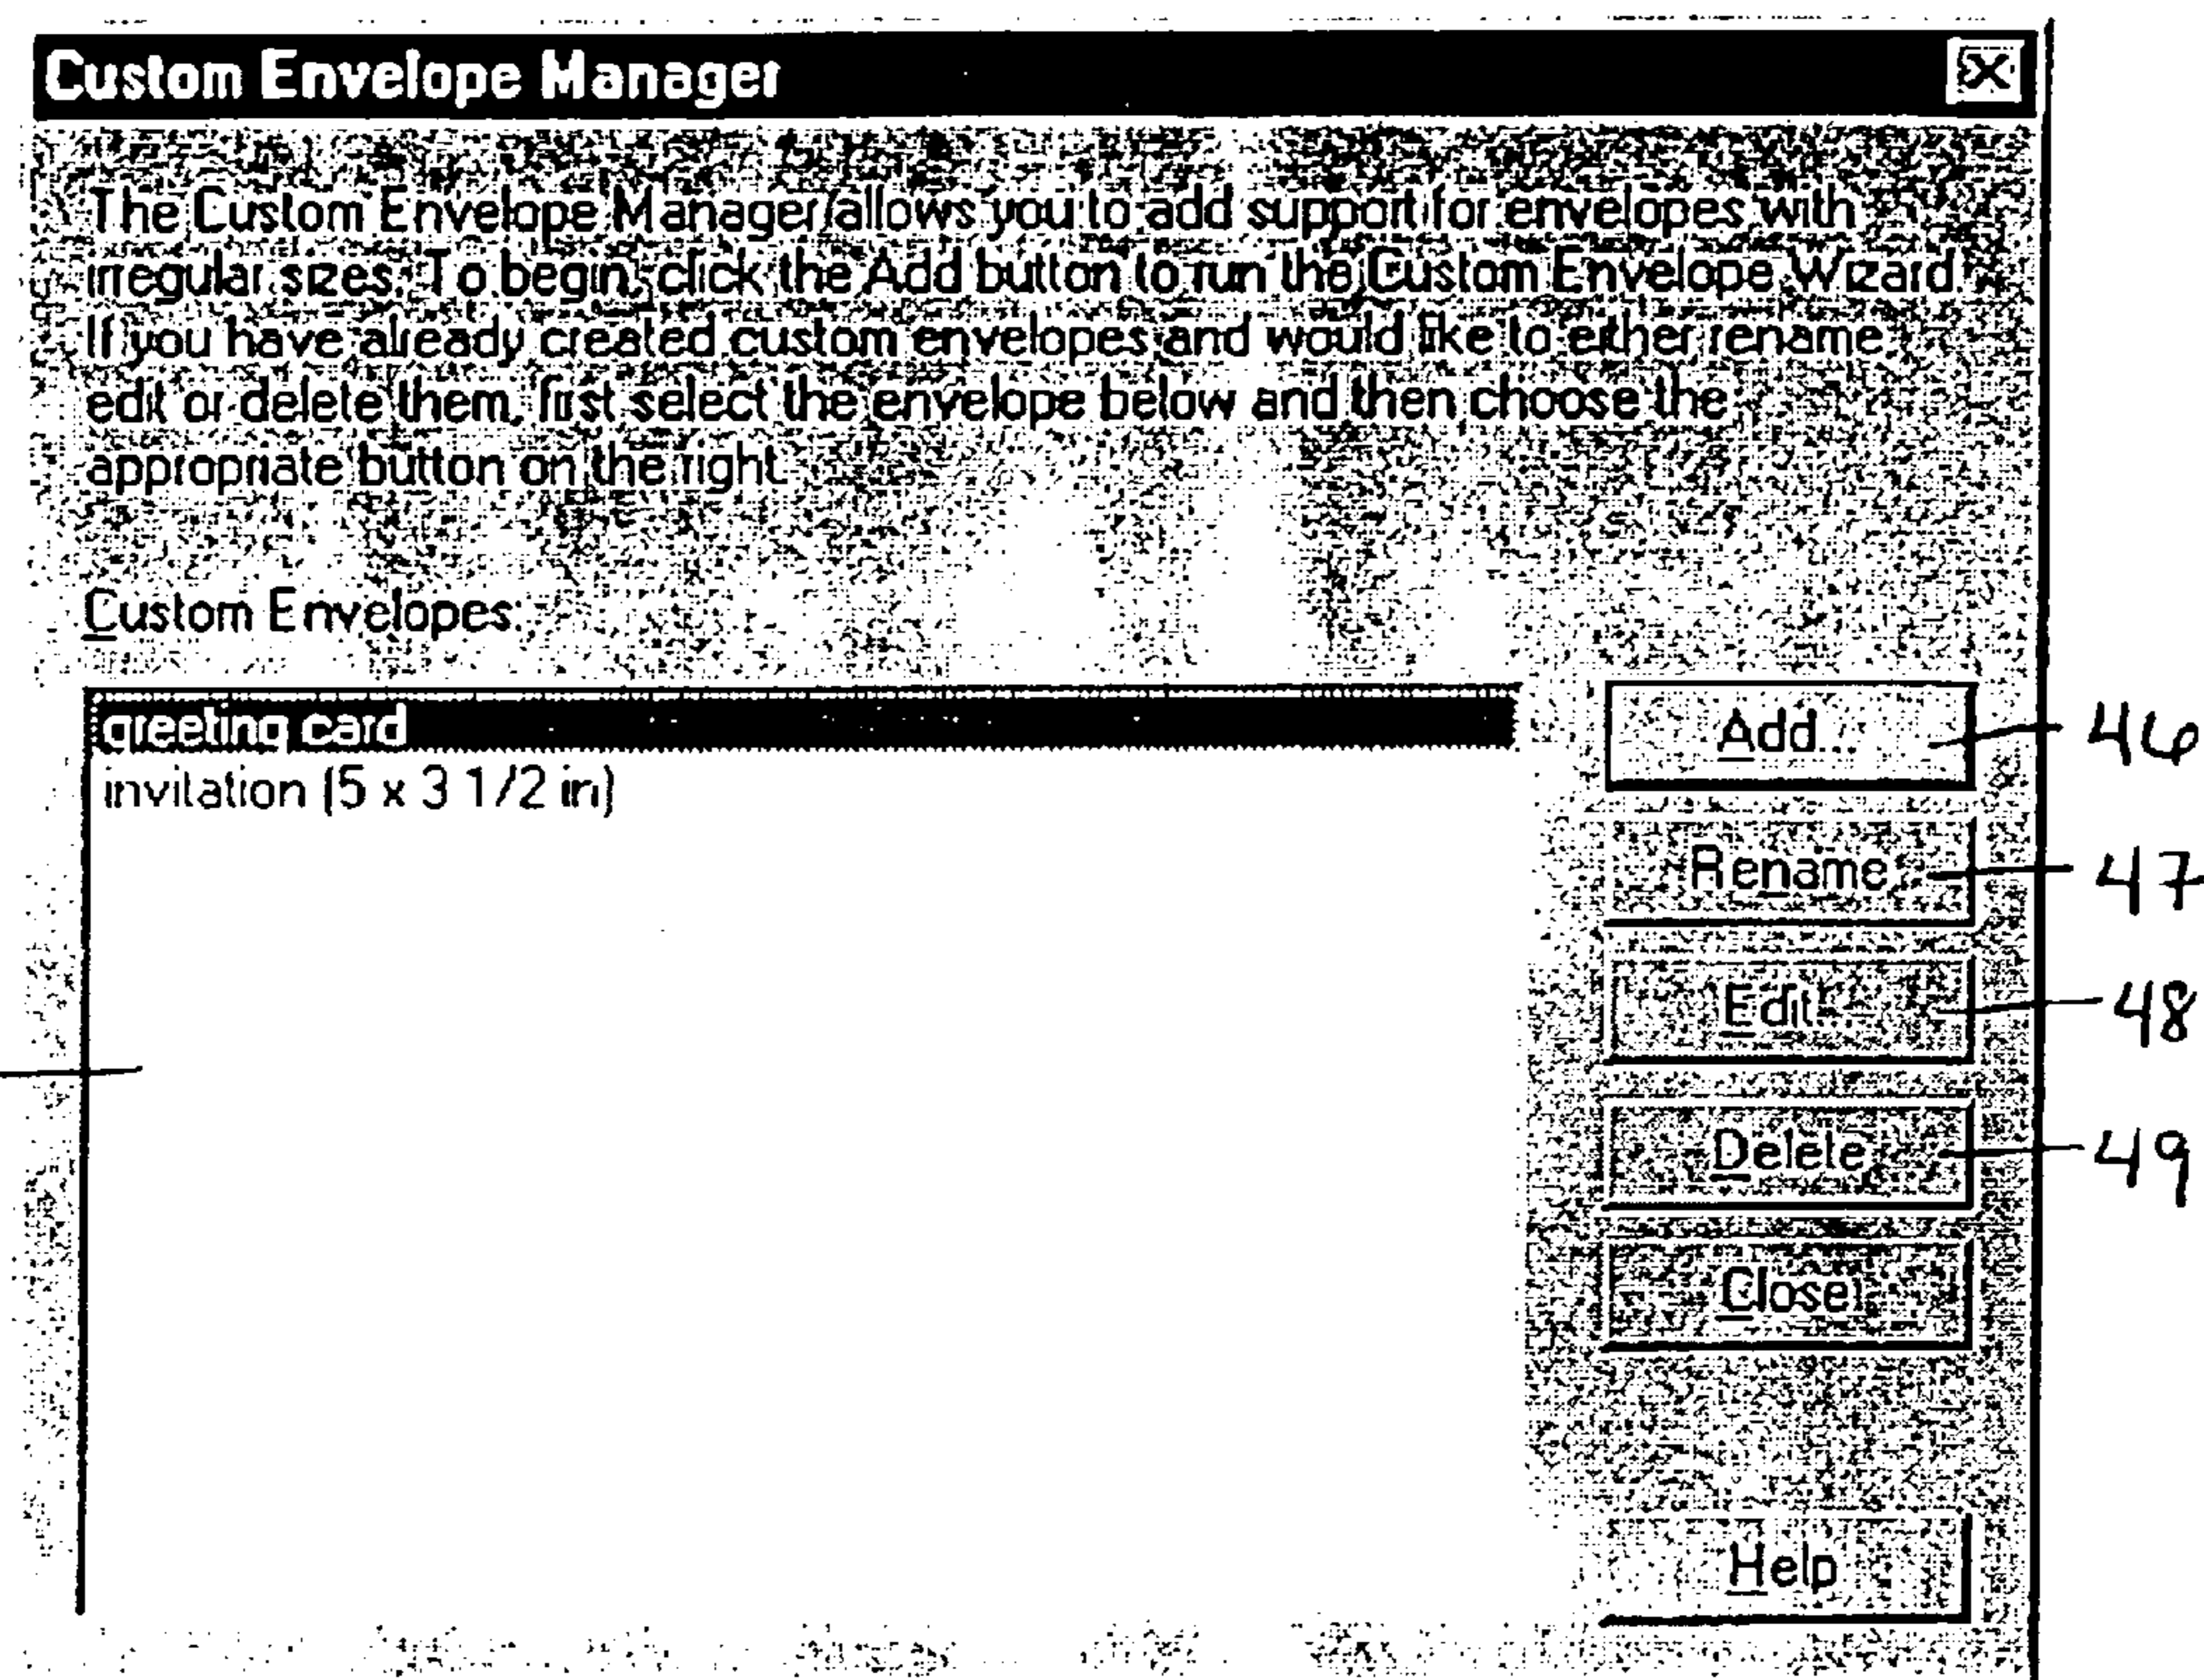 Custom Envelope Manager
The Custom Envelope Manager allows you to add support for envelopes with
irregular sizes. To begin, click the Add button to run the Custom Envelope Wizard.
If you have already created custom envelopes and would like to either rename
edit or delete them, first select the envelope below and then choose the
appropriate button on the right
Custom Envelopes:
greeting card
invitation (5 x 3 1/2 in)
Add...
46
Rename
47
Edit...
48
Delete
49
Close
Help